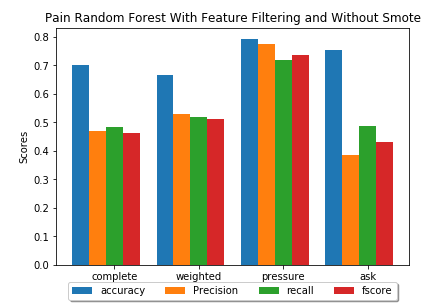 Pain Random Forest With Feature Filtering and Without Smote
0.8
0.7
0.6
0.5
0.4
0.3
0.2
0.1
0.0
Scores
complete weighted pressure ask
accuracy Precision recall fscore